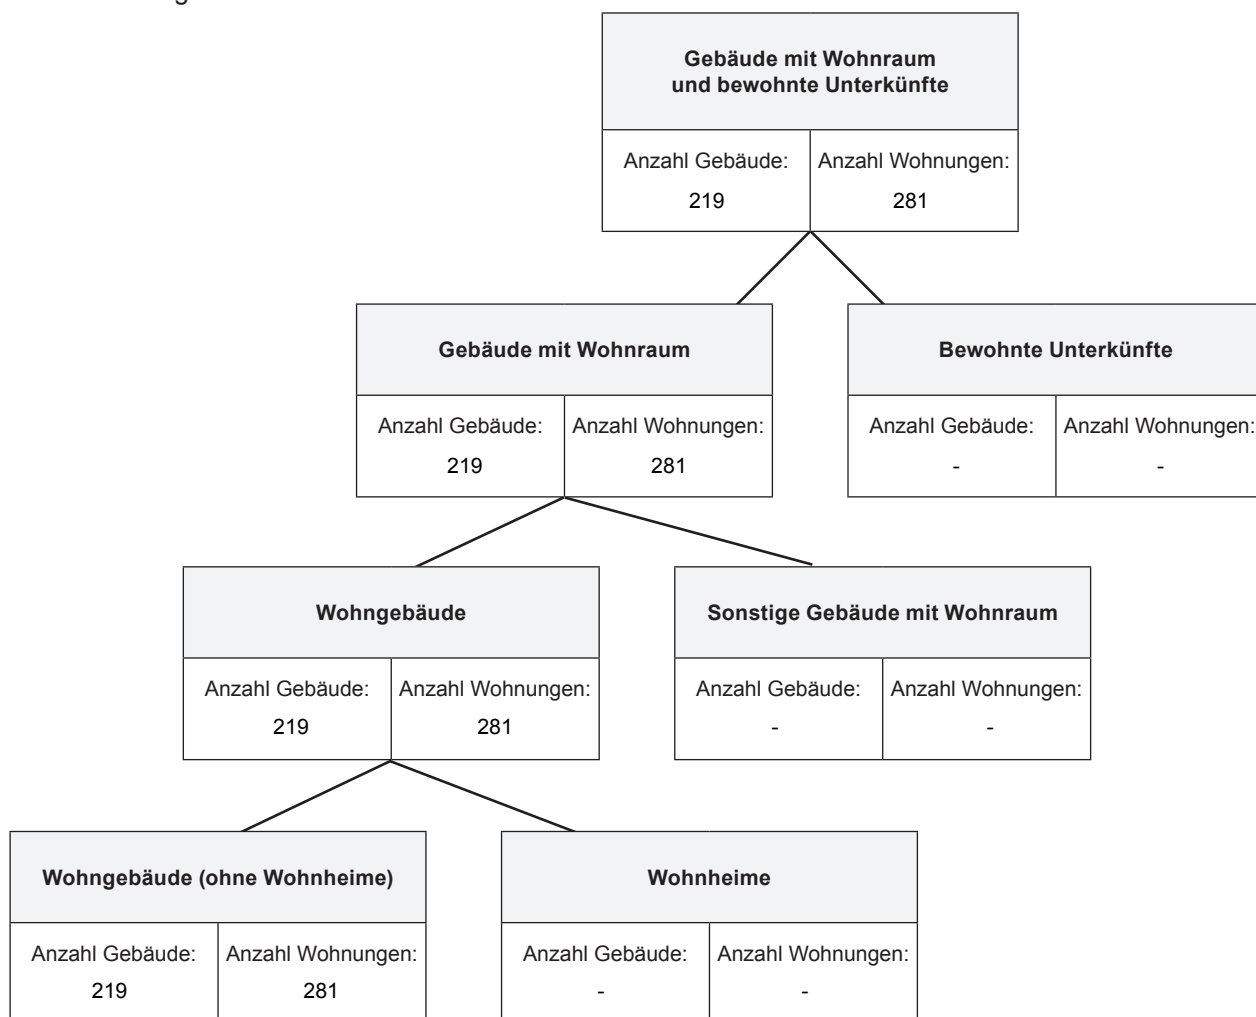 Gebäude mit Wohnraum
und bewohnte Unterkünfte
Anzahl Gebäude: Anzahl Wohnungen:
219 281
Gebäude mit Wohnraum
Anzahl Gebäude: Anzahl Wohnungen:
219 281
Bewohnte Unterkünfte
Anzahl Gebäude: Anzahl Wohnungen:
- -
Wohngebäude
Anzahl Gebäude: Anzahl Wohnungen:
219 281
Sonstige Gebäude mit Wohnraum
Anzahl Gebäude: Anzahl Wohnungen:
- -
Wohngebäude (ohne Wohnheime)
Anzahl Gebäude: Anzahl Wohnungen:
219 281
Wohnheime
Anzahl Gebäude: Anzahl Wohnungen:
- -